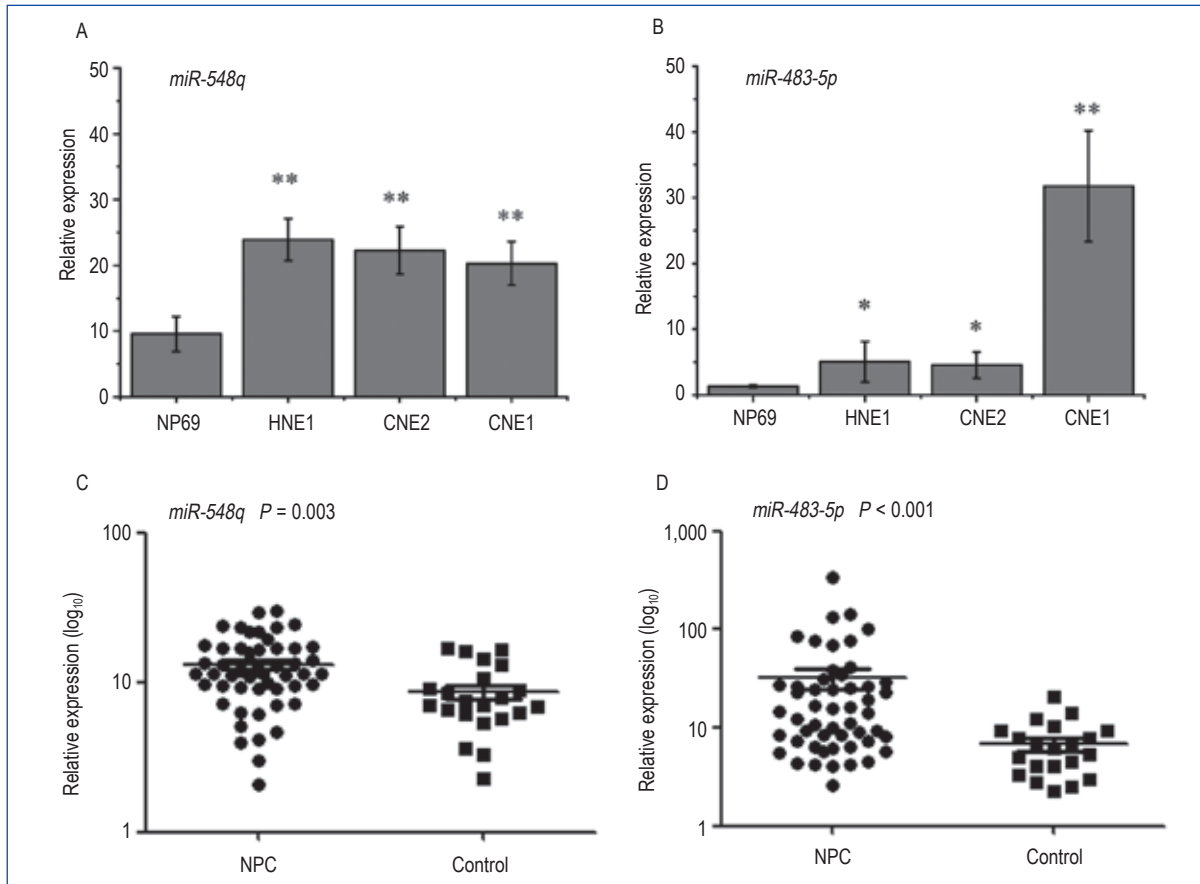 A
miR-548q
Relative expression
50
40
30
20
10
0
**
**
**
NP69 HNE1 CNE2 CNE1
B
miR-483-5p
Relative expression
50
40
30
20
10
0
*
*
**
NP69 HNE1 CNE2 CNE1
C
miR-548q P = 0.003
Relative expression (log10)
100
10
1
NPC Control
D
miR-483-5p P < 0.001
Relative expression (log10)
1,000
100
10
1
NPC Control